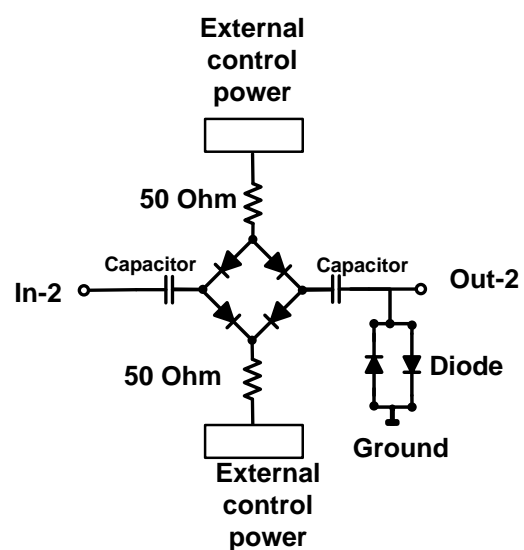 External
control
power
50 Ohm
Capacitor
Capacitor
In-2
Out-2
50 Ohm
Diode
Ground
External
control
power